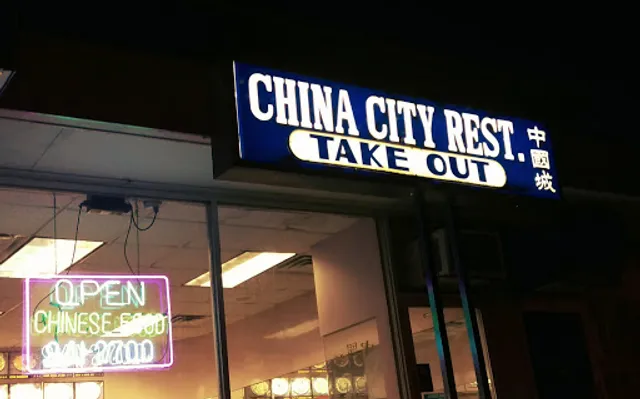 CHINA CITY REST.
TAKE OUT
中國城
OPEN
CHINESE FOOD